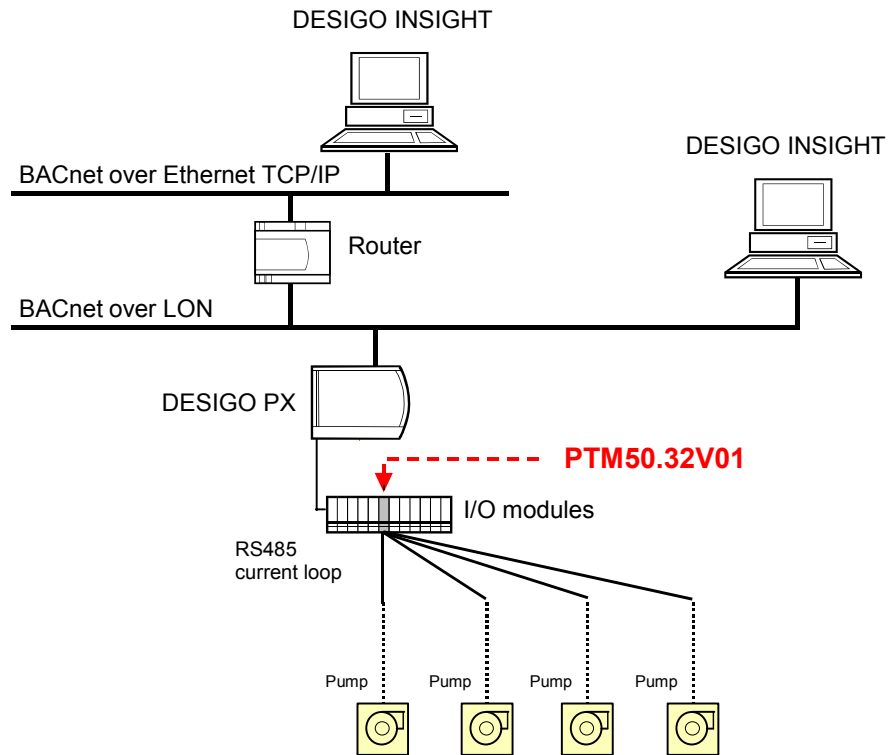 DESIGO INSIGHT
DESIGO INSIGHT
BACnet over Ethernet TCP/IP
Router
BACnet over LON
DESIGO PX
PTM50.32V01
I/O modules
RS485
current loop
Pump
Pump
Pump
Pump